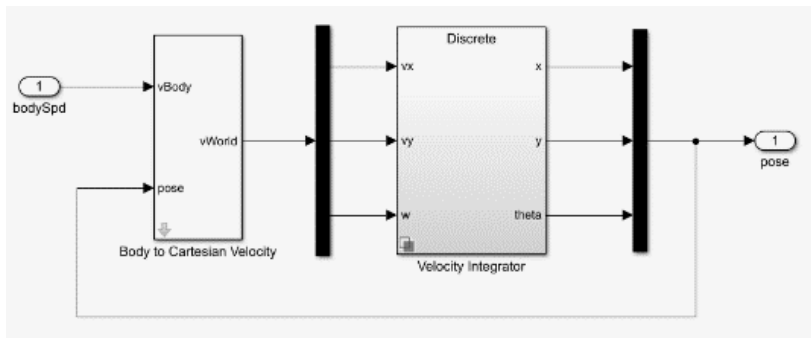 1
bodySpd
vBody
pose
vWorld
Body to Cartesian Velocity
Discrete
vx
vy
w
x
y
theta
Velocity Integrator
1
pose